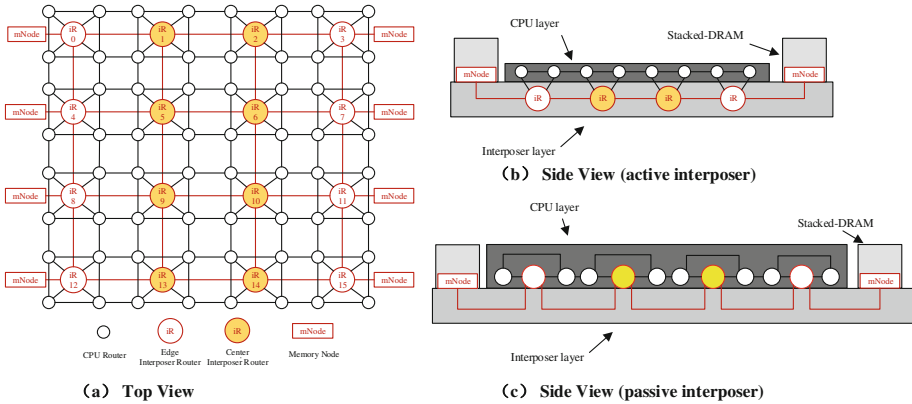 iR 0
iR 1
iR 2
iR 3
mNode
mNode
iR 4
iR 5
iR 6
iR 7
mNode
mNode
iR 8
iR 9
iR 10
iR 11
mNode
mNode
iR 12
iR 13
iR 14
iR 15
mNode
mNode
CPU Router
iR
Edge
Interposer Router
iR
Center
Interposer Router
mNode
Memory Node
（a） Top View
CPU layer
Stacked-DRAM
mNode
mNode
iR
iR
iR
iR
Interposer layer
（b） Side View (active interposer)
CPU layer
Stacked-DRAM
mNode
mNode
Interposer layer
（c） Side View (passive interposer)